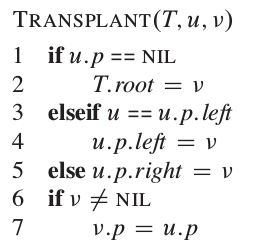 TRANSPLANT(T, u, v)
1 if u.p == NIL
2 T.root = v
3 elseif u == u.p.left
4 u.p.left = v
5 else u.p.right = v
6 if v ≠ NIL
7 v.p = u.p